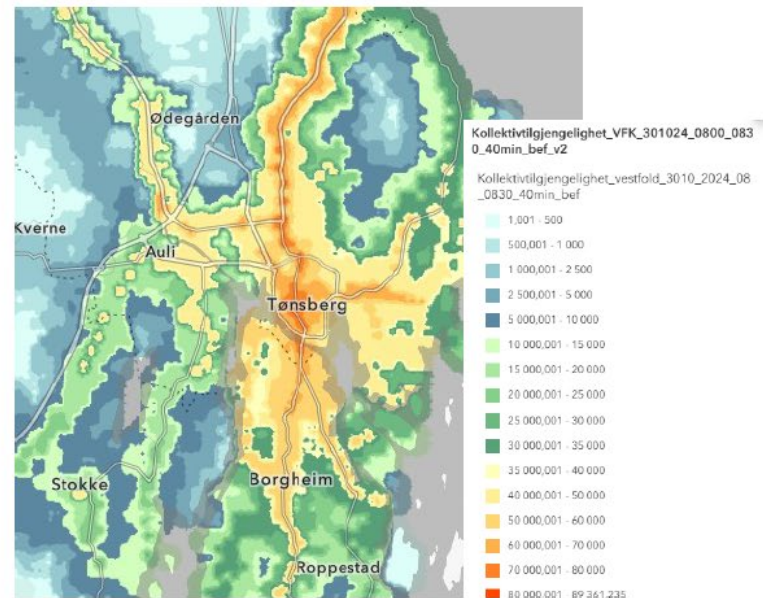 Ødegården
Kverne
Auli
Tønsberg
Stokke
Borgheim
Roppestad
Kollektivtilgjengelighet_VFK_301024_0800_083
0_40min_bef_v2
Kollektivtilgjengelighet_vestfold_3010_2024_08
_0830_40min_bef
1,001 - 500
500,001 - 1 000
1 000,001 - 2 500
2 500,001 - 5 000
5 000,001 - 10 000
10 000,001 - 15 000
15 000,001 - 20 000
20 000,001 - 25 000
25 000,001 - 30 000
30 000,001 - 35 000
35 000,001 - 40 000
40 000,001 - 50 000
50 000,001 - 60 000
60 000,001 - 70 000
70 000,001 - 80 000
80 000,001 - 89 361,235